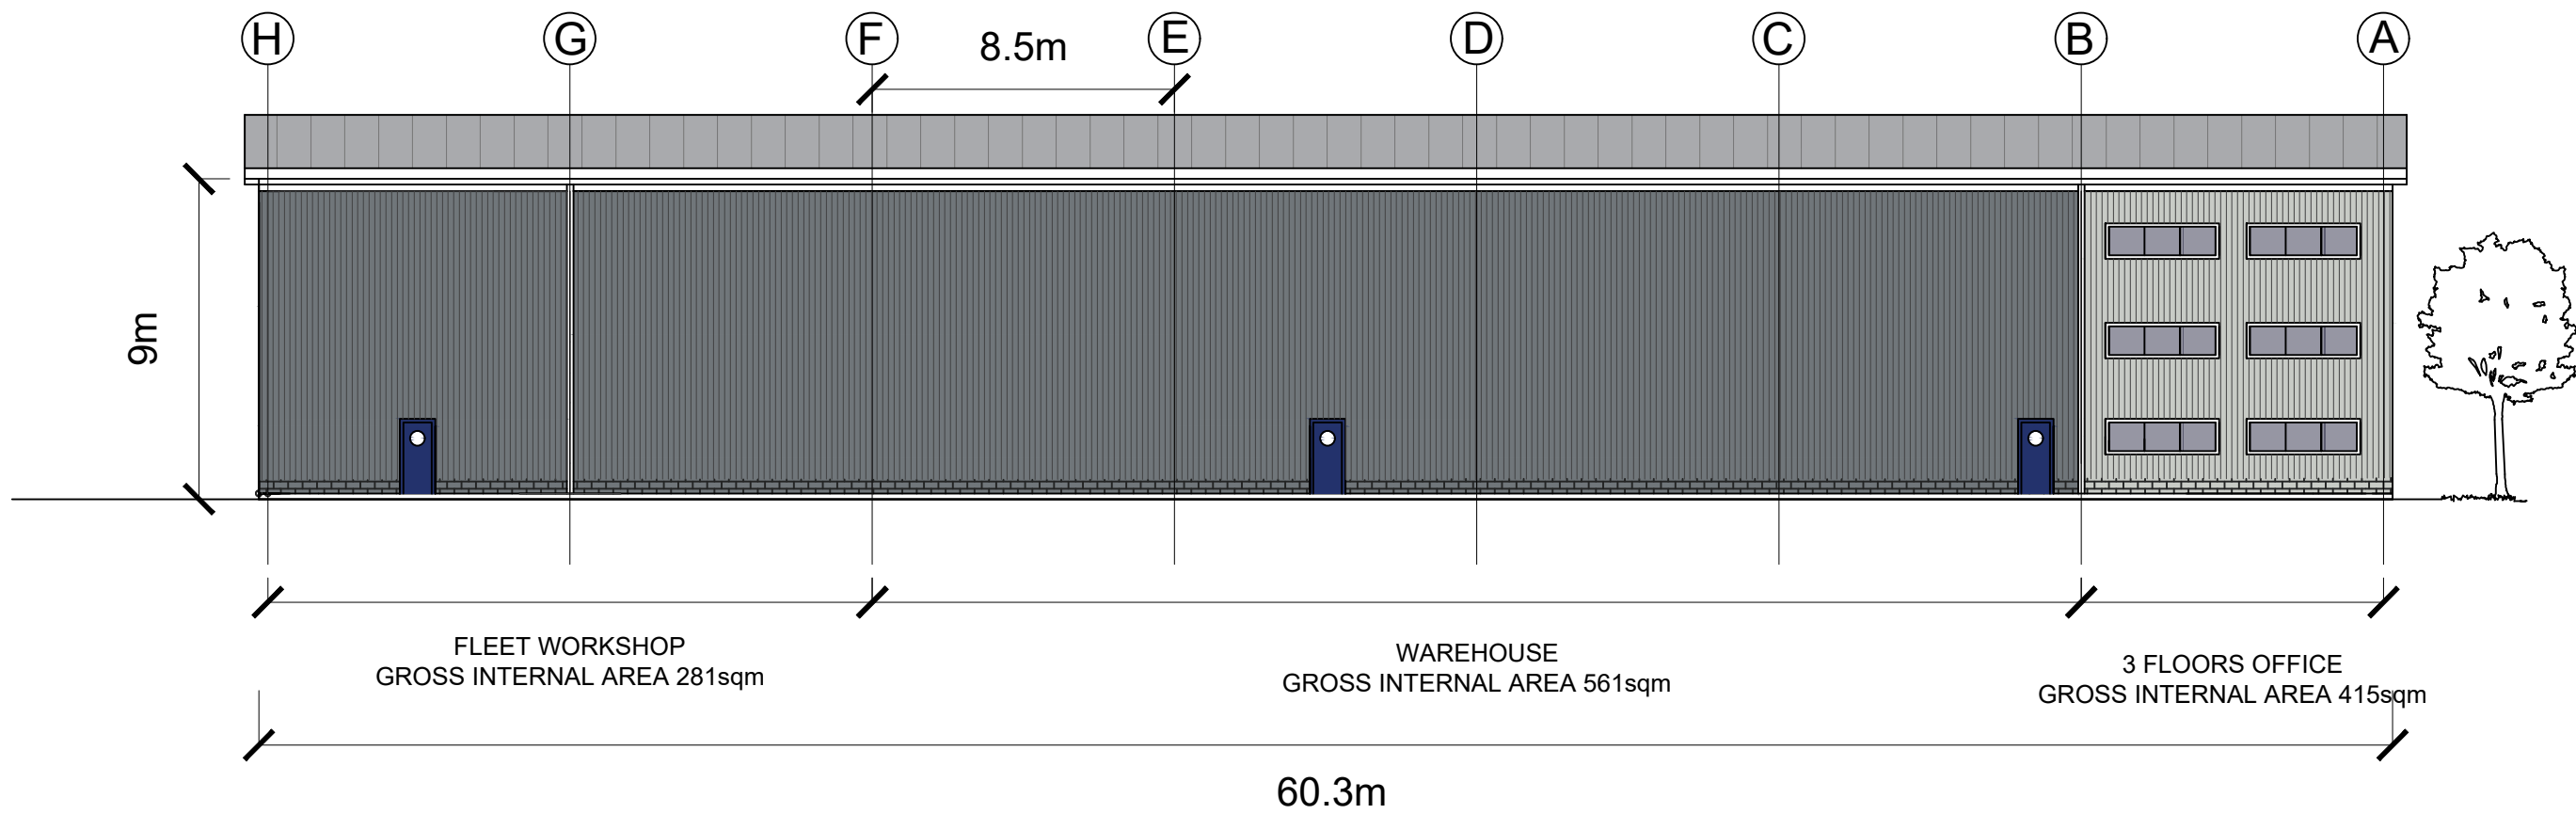 H G F E D C B A
8.5m
9m
FLEET WORKSHOP
GROSS INTERNAL AREA 281sqm
WAREHOUSE
GROSS INTERNAL AREA 561sqm
3 FLOORS OFFICE
GROSS INTERNAL AREA 415sqm
60.3m